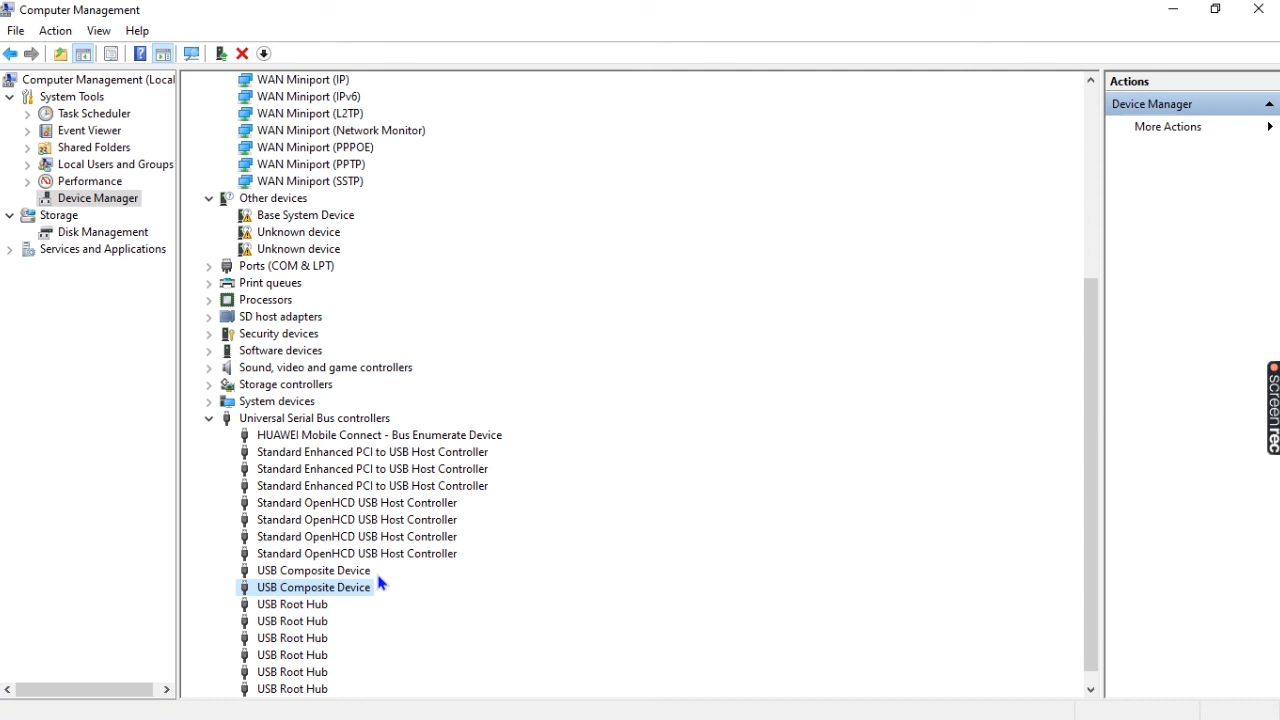 Computer Management
File Action View Help
Computer Management (Local
System Tools
Task Scheduler
Event Viewer
Shared Folders
Local Users and Groups
Performance
Device Manager
Storage
Disk Management
Services and Applications
WAN Miniport (IP)
WAN Miniport (IPv6)
WAN Miniport (L2TP)
WAN Miniport (Network Monitor)
WAN Miniport (PPPOE)
WAN Miniport (PPTP)
WAN Miniport (SSTP)
Other devices
Base System Device
Unknown device
Unknown device
Ports (COM & LPT)
Print queues
Processors
SD host adapters
Security devices
Software devices
Sound, video and game controllers
Storage controllers
System devices
Universal Serial Bus controllers
HUAWEI Mobile Connect - Bus Enumerate Device
Standard Enhanced PCI to USB Host Controller
Standard Enhanced PCI to USB Host Controller
Standard Enhanced PCI to USB Host Controller
Standard OpenHCD USB Host Controller
Standard OpenHCD USB Host Controller
Standard OpenHCD USB Host Controller
Standard OpenHCD USB Host Controller
USB Composite Device
USB Composite Device
USB Root Hub
USB Root Hub
USB Root Hub
USB Root Hub
USB Root Hub
USB Root Hub
Actions
Device Manager
More Actions
screenrec